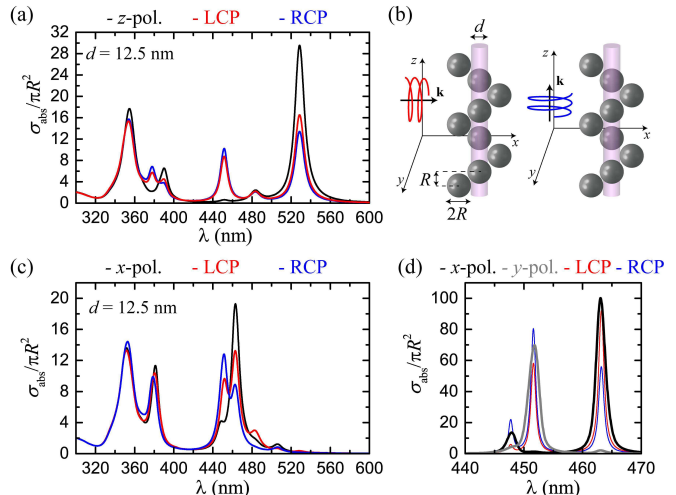 (a)
- z-pol. - LCP - RCP
d = 12.5 nm
σabs/πR²
32
28
24
20
16
12
8
4
0
320 360 400 440 480 520 560 600
λ (nm)
(b)
d
z
k
x
y
R
2R
z
k
x
y
(c)
- x-pol. - LCP - RCP
d = 12.5 nm
σabs/πR²
20
16
12
8
4
0
320 360 400 440 480 520 560 600
λ (nm)
(d)
- x-pol. - y-pol. - LCP - RCP
σabs/πR²
100
80
60
40
20
0
440 450 460 470
λ (nm)